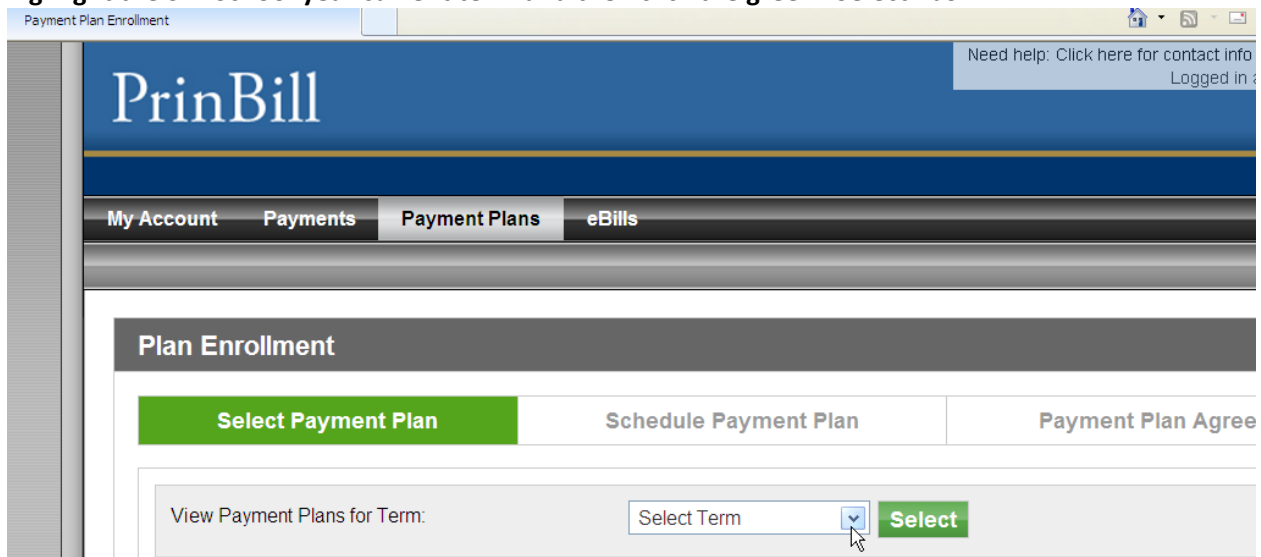 Payment Plan Enrollment
Need help: Click here for contact info
Logged in
PrinBill
My Account Payments Payment Plans eBills
Plan Enrollment
Select Payment Plan Schedule Payment Plan Payment Plan Agree
View Payment Plans for Term: Select Term Select